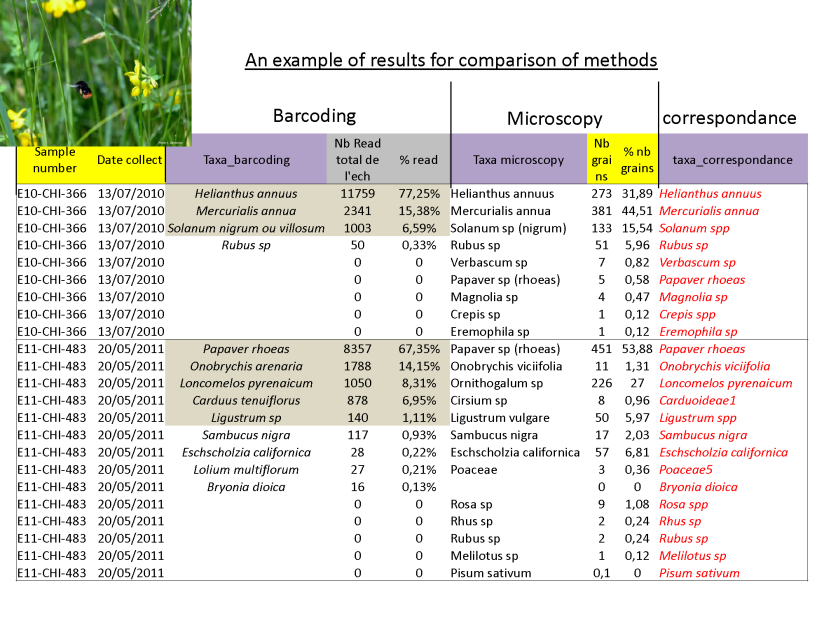 An example of results for comparison of methods
Barcoding Microscopy correspondance
Sample number Date collect Taxa_barcoding Nb Read total de l'ech % read Taxa microscopy Nb grai ns % nb grains taxa_correspondance
E10-CHI-366 13/07/2010 Helianthus annuus 11759 77,25% Helianthus annuus 273 31,89 Helianthus annuus
E10-CHI-366 13/07/2010 Mercurialis annua 2341 15,38% Mercurialis annua 381 44,51 Mercurialis annua
E10-CHI-366 13/07/2010 Solanum nigrum ou villosum 1003 6,59% Solanum sp (nigrum) 133 15,54 Solanum spp
E10-CHI-366 13/07/2010 Rubus sp 50 0,33% Rubus sp 51 5,96 Rubus sp
E10-CHI-366 13/07/2010 0 0 Verbascum sp 7 0,82 Verbascum sp
E10-CHI-366 13/07/2010 0 0 Papaver sp (rhoeas) 5 0,58 Papaver rhoeas
E10-CHI-366 13/07/2010 0 0 Magnolia sp 4 0,47 Magnolia sp
E10-CHI-366 13/07/2010 0 0 Crepis sp 1 0,12 Crepis spp
E10-CHI-366 13/07/2010 0 0 Eremophila sp 1 0,12 Eremophila sp
E11-CHI-483 20/05/2011 Papaver rhoeas 8357 67,35% Papaver sp (rhoeas) 451 53,88 Papaver rhoeas
E11-CHI-483 20/05/2011 Onobrychis arenaria 1788 14,15% Onobrychis viciifolia 11 1,31 Onobrychis viciifolia
E11-CHI-483 20/05/2011 Loncomelos pyrenaicum 1050 8,31% Ornithogalum sp 226 27 Loncomelos pyrenaicum
E11-CHI-483 20/05/2011 Carduus tenuiflorus 878 6,95% Cirsium sp 8 0,96 Carduoideae1
E11-CHI-483 20/05/2011 Ligustrum sp 140 1,11% Ligustrum vulgare 50 5,97 Ligustrum spp
E11-CHI-483 20/05/2011 Sambucus nigra 117 0,93% Sambucus nigra 17 2,03 Sambucus nigra
E11-CHI-483 20/05/2011 Eschscholzia californica 28 0,22% Eschscholzia californica 57 6,81 Eschscholzia californica
E11-CHI-483 20/05/2011 Lolium multiflorum 27 0,21% Poaceae 3 0,36 Poaceae5
E11-CHI-483 20/05/2011 Bryonia dioica 16 0,13% 0 0 Bryonia dioica
E11-CHI-483 20/05/2011 0 0 Rosa sp 9 1,08 Rosa spp
E11-CHI-483 20/05/2011 0 0 Rhus sp 2 0,24 Rhus sp
E11-CHI-483 20/05/2011 0 0 Rubus sp 2 0,24 Rubus sp
E11-CHI-483 20/05/2011 0 0 Melilotus sp 1 0,12 Melilotus sp
E11-CHI-483 20/05/2011 0 0 Pisum sativum 0,1 0 Pisum sativum